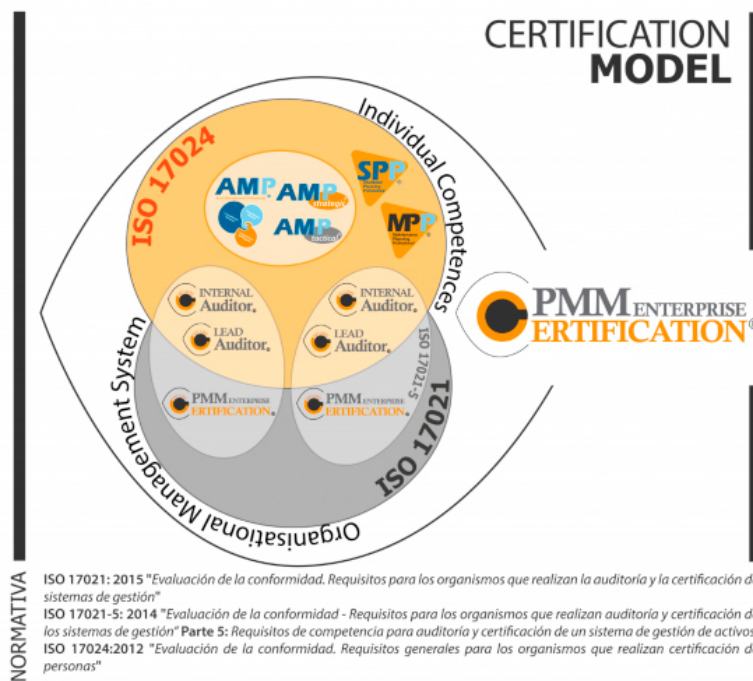 CERTIFICATION
MODEL
Individual Competences
ISO 17024
AMP
AMP
strategic
AMP
tactical
SPP
MPP
INTERNAL
Auditor®
LEAD
Auditor®
PMM ENTERPRISE
ERTIFICATION®
INTERNAL
Auditor®
LEAD
Auditor®
PMM ENTERPRISE
ERTIFICATION®
ISO 17021-5
ISO 17021
Organisational Management System
PMM ENTERPRISE
ERTIFICATION®
NORMATIVA
ISO 17021: 2015 "Evaluación de la conformidad. Requisitos para los organismos que realizan la auditoría y la certificación de
sistemas de gestión"
ISO 17021-5: 2014 "Evaluación de la conformidad - Requisitos para los organismos que realizan auditoría y certificación de
los sistemas de gestión" Parte 5: Requisitos de competencia para auditoría y certificación de un sistema de gestión de activos
ISO 17024:2012 "Evaluación de la conformidad. Requisitos generales para los organismos que realizan certificación de
personas"